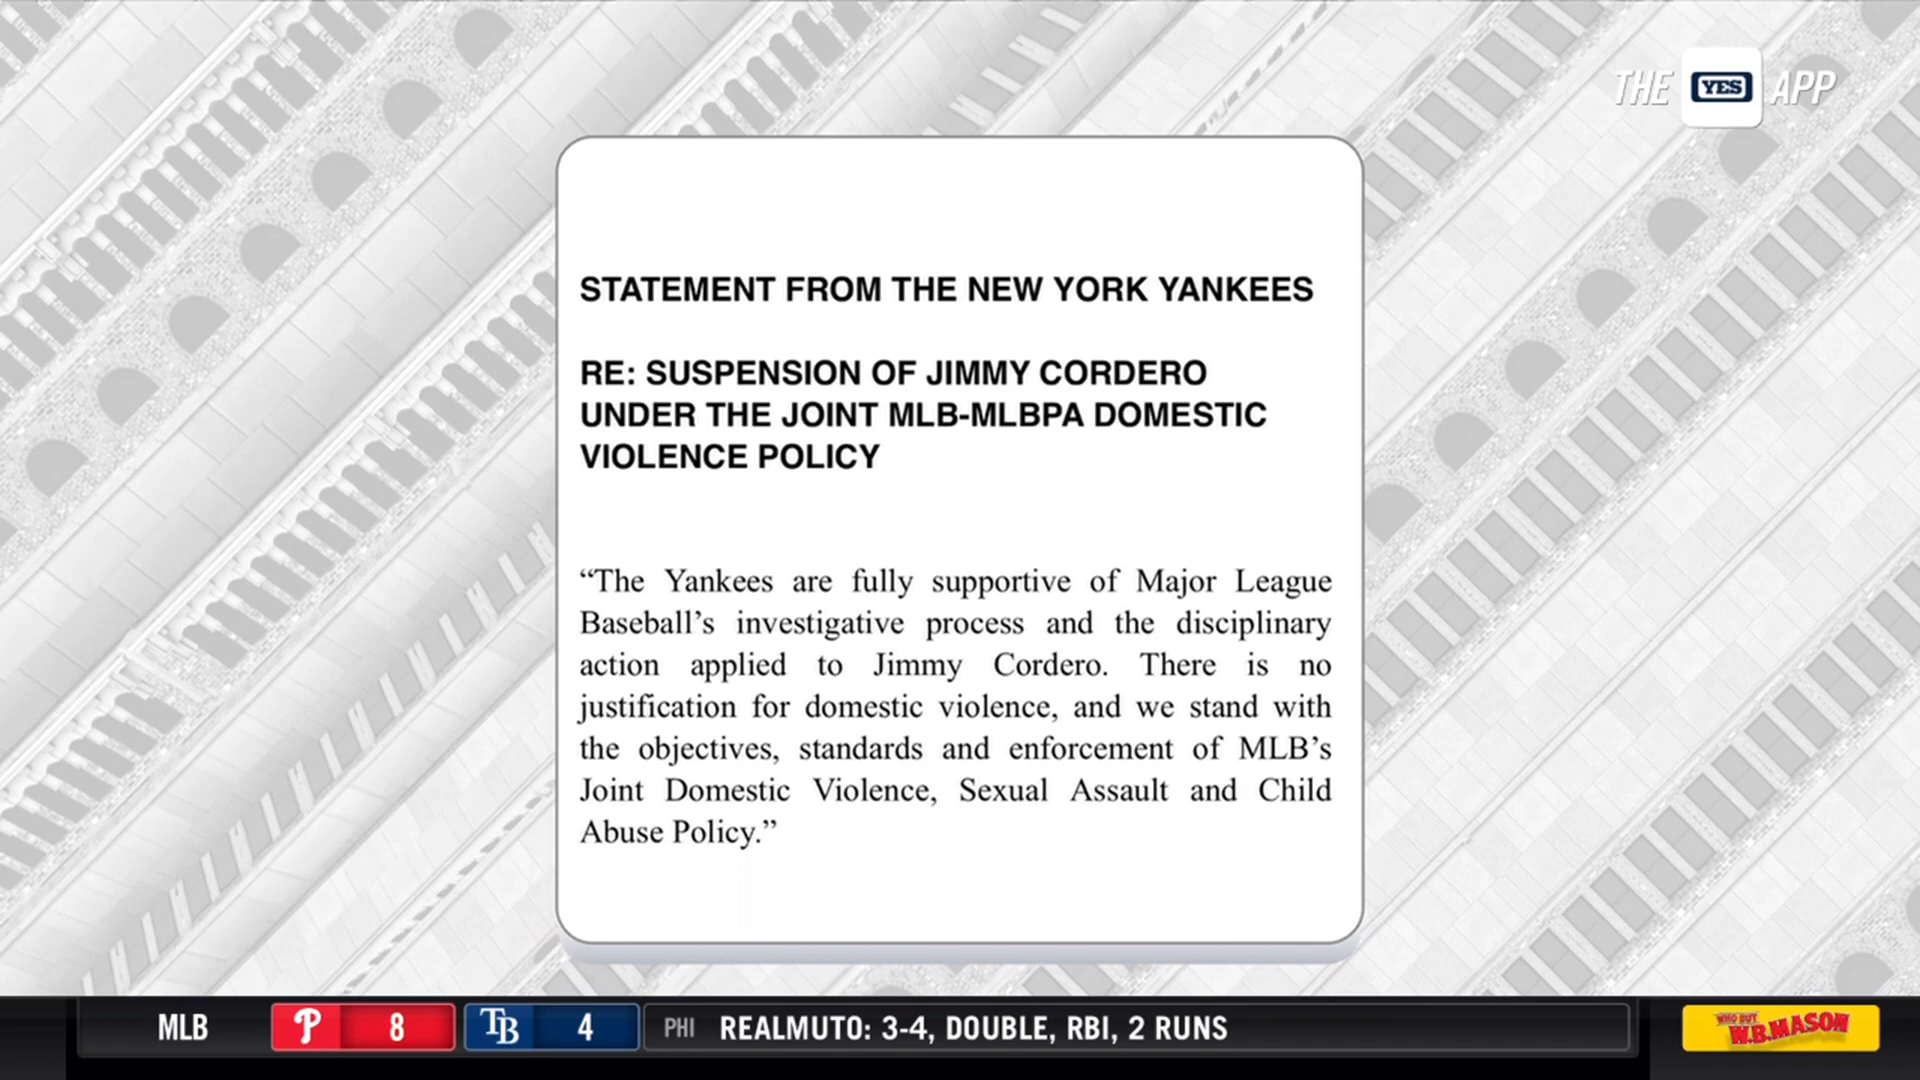 THE YES APP
STATEMENT FROM THE NEW YORK YANKEES
RE: SUSPENSION OF JIMMY CORDERO
UNDER THE JOINT MLB-MLBPA DOMESTIC
VIOLENCE POLICY
“The Yankees are fully supportive of Major League
Baseball’s investigative process and the disciplinary
action applied to Jimmy Cordero. There is no
justification for domestic violence, and we stand with
the objectives, standards and enforcement of MLB’s
Joint Domestic Violence, Sexual Assault and Child
Abuse Policy.”
MLB P 8 TB 4 PHI REALMUTO: 3-4, DOUBLE, RBI, 2 RUNS
WHO BUT
W.B.MASON